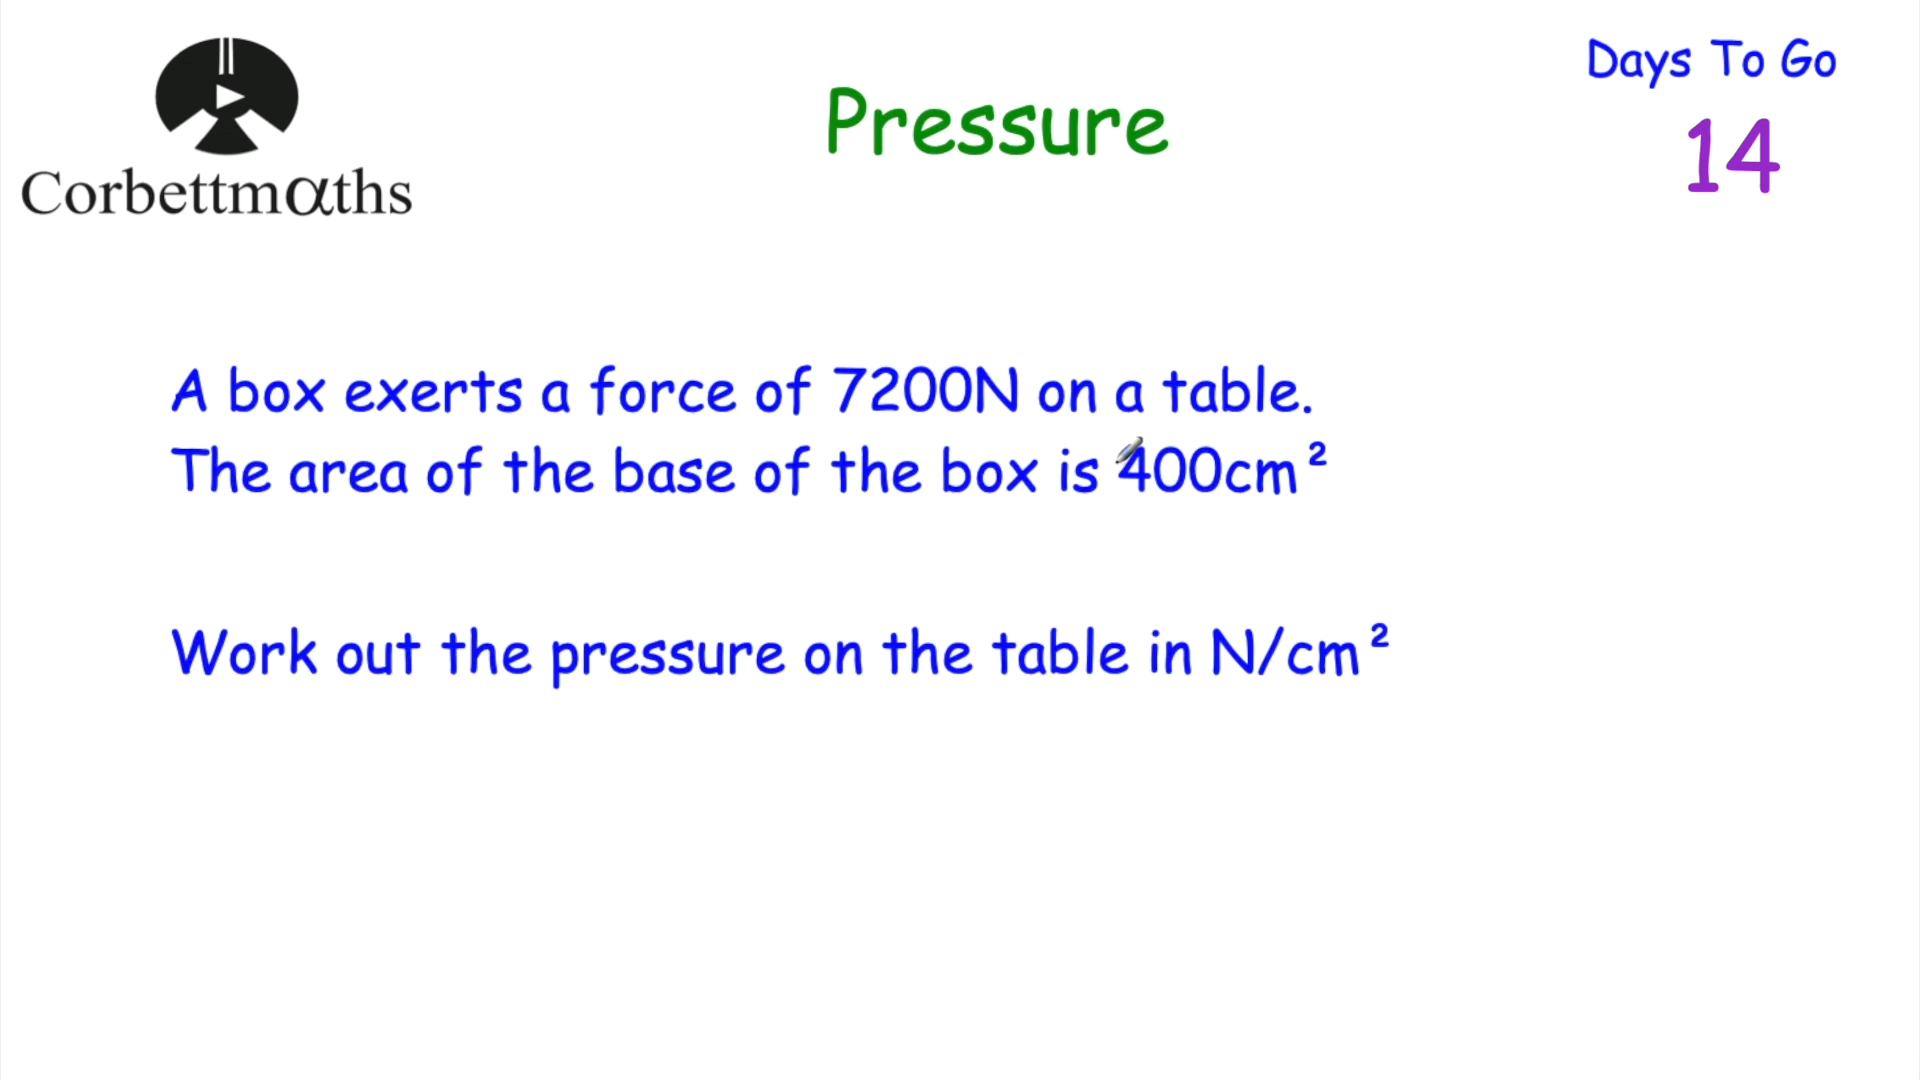 Corbettmαths
Pressure
Days To Go
14
A box exerts a force of 7200N on a table.
The area of the base of the box is 400cm²
Work out the pressure on the table in N/cm²